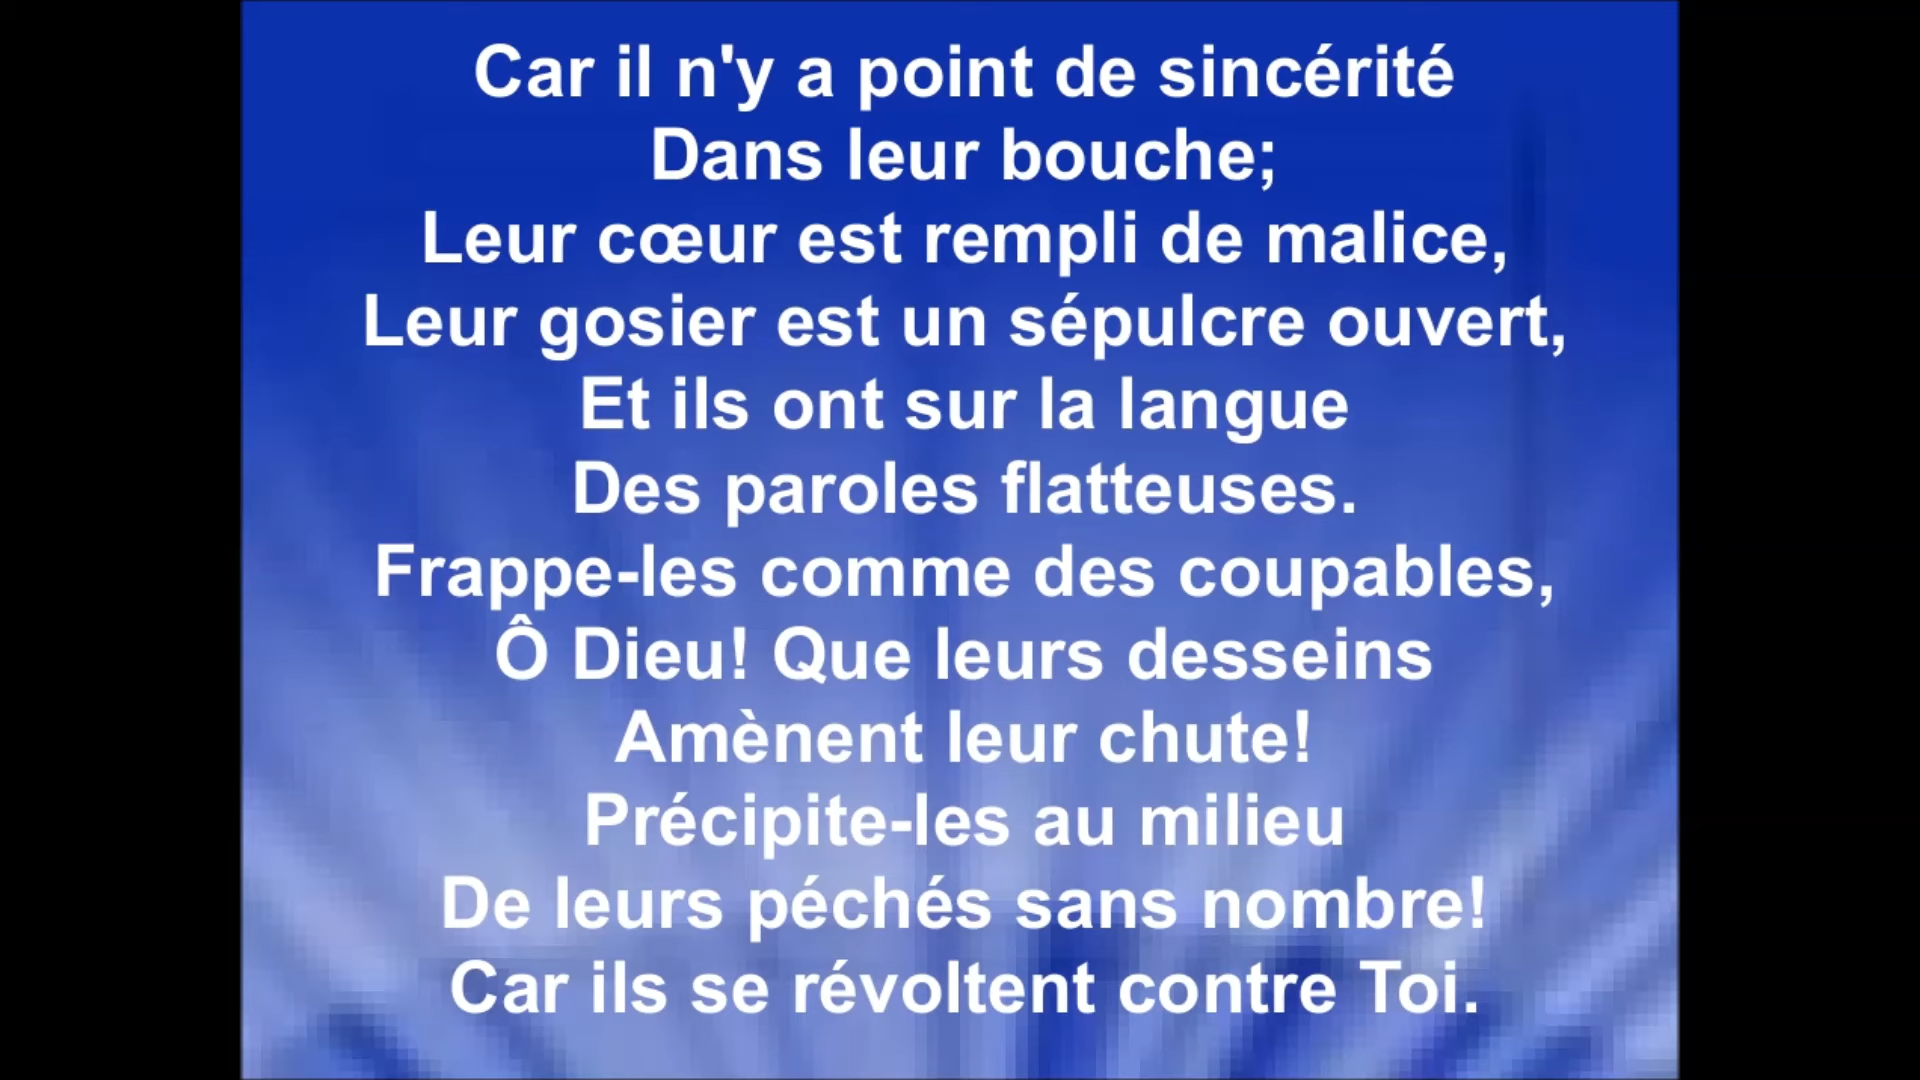 Car il n'y a point de sincérité
Dans leur bouche;
Leur cœur est rempli de malice,
Leur gosier est un sépulcre ouvert,
Et ils ont sur la langue
Des paroles flatteuses.
Frappe-les comme des coupables,
Ô Dieu! Que leurs desseins
Amènent leur chute!
Précipite-les au milieu
De leurs péchés sans nombre!
Car ils se révoltent contre Toi.